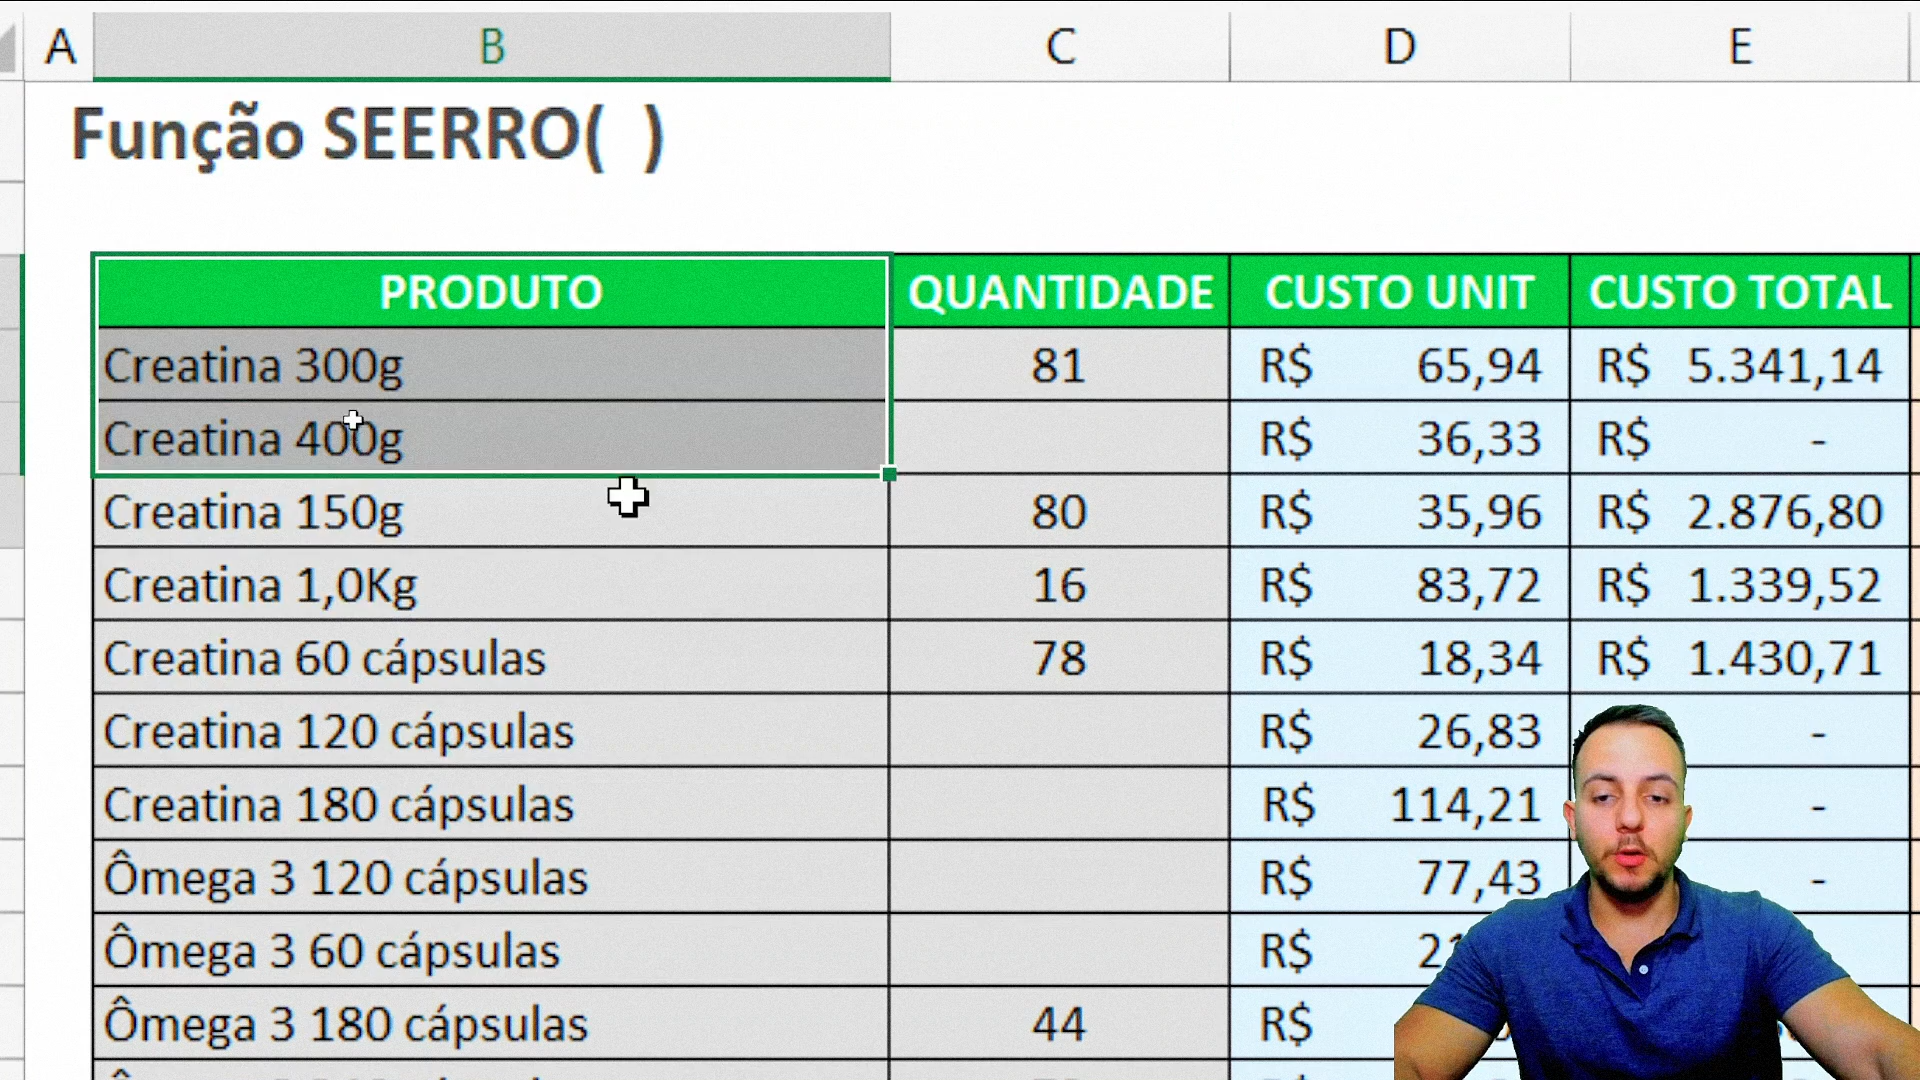 A B C D E
Função SEERRO( )
PRODUTO QUANTIDADE CUSTO UNIT CUSTO TOTAL
Creatina 300g 81 R$ 65,94 R$ 5.341,14
Creatina 400g R$ 36,33 R$ -
Creatina 150g 80 R$ 35,96 R$ 2.876,80
Creatina 1,0Kg 16 R$ 83,72 R$ 1.339,52
Creatina 60 cápsulas 78 R$ 18,34 R$ 1.430,71
Creatina 120 cápsulas R$ 26,83 -
Creatina 180 cápsulas R$ 114,21 -
Ômega 3 120 cápsulas R$ 77,43 -
Ômega 3 60 cápsulas R$
Ômega 3 180 cápsulas 44 R$